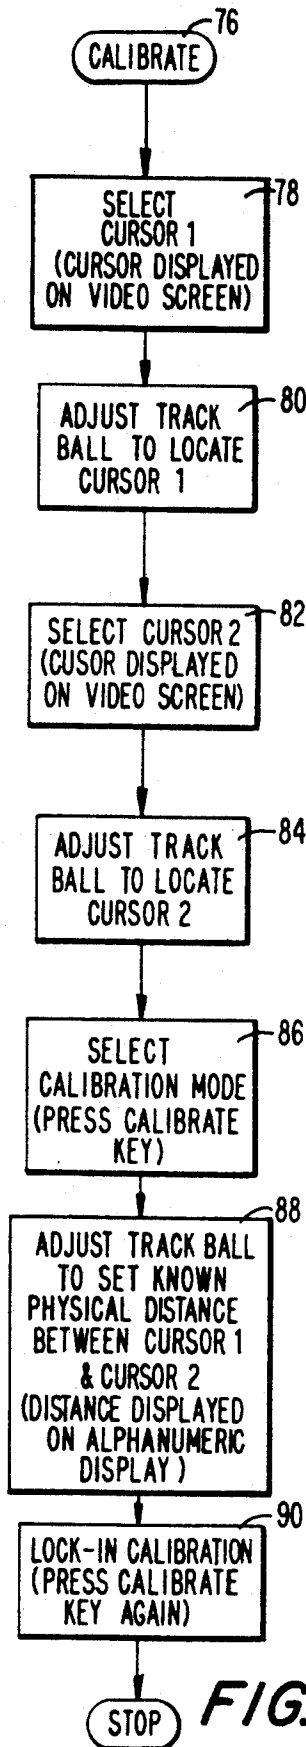 76
CALIBRATE
78
SELECT
CURSOR 1
(CURSOR DISPLAYED
ON VIDEO SCREEN)
80
ADJUST TRACK
BALL TO LOCATE
CURSOR 1
82
SELECT CURSOR 2
(CUSOR DISPLAYED
ON VIDEO SCREEN)
84
ADJUST TRACK
BALL TO LOCATE
CURSOR 2
86
SELECT
CALIBRATION MODE
(PRESS CALIBRATE
KEY)
88
ADJUST TRACK BALL
TO SET KNOWN
PHYSICAL DISTANCE
BETWEEN CURSOR 1
& CURSOR 2
(DISTANCE DISPLAYED
ON ALPHANUMERIC
DISPLAY)
90
LOCK-IN CALIBRATION
(PRESS CALIBRATE
KEY AGAIN)
STOP
FIG.